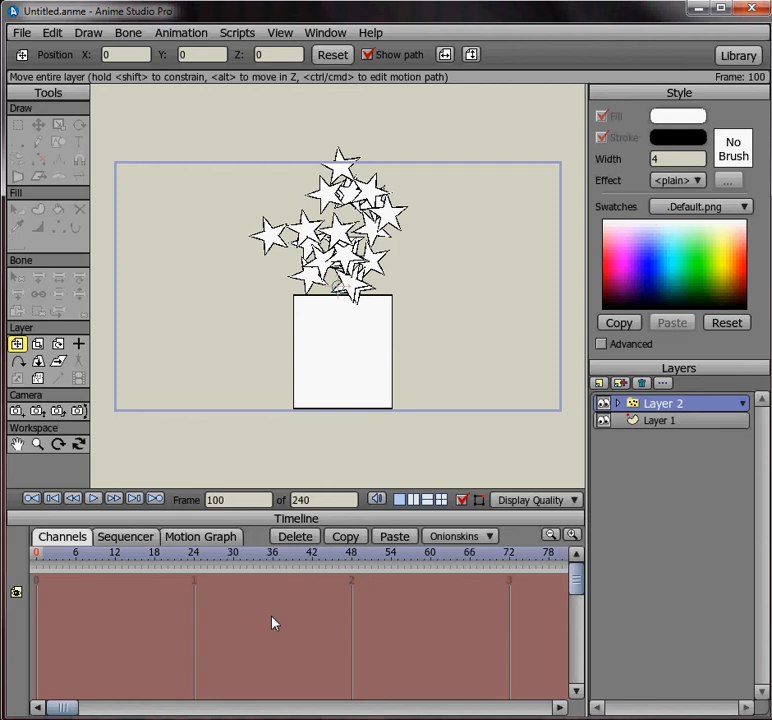 Untitled.anme - Anime Studio Pro
File Edit Draw Bone Animation Scripts View Window Help
Position X: 0 Y: 0 Z: 0 Reset Show path Library
Move entire layer (hold <shift> to constrain, <alt> to move in Z, <ctrl/cmd> to edit motion path) Frame: 100
Tools
Draw
Fill
Bone
Layer
Camera
Workspace
Style
Fill
Stroke
No Brush
Width 4
Effect <plain> ...
Swatches .Default.png
Copy Paste Reset
Advanced
Layers
Layer 2
Layer 1
Frame 100 of 240 Display Quality
Timeline
Channels Sequencer Motion Graph Delete Copy Paste Onionskins
0 6 12 18 24 30 36 42 48 54 60 66 72 78
0 1 2 3